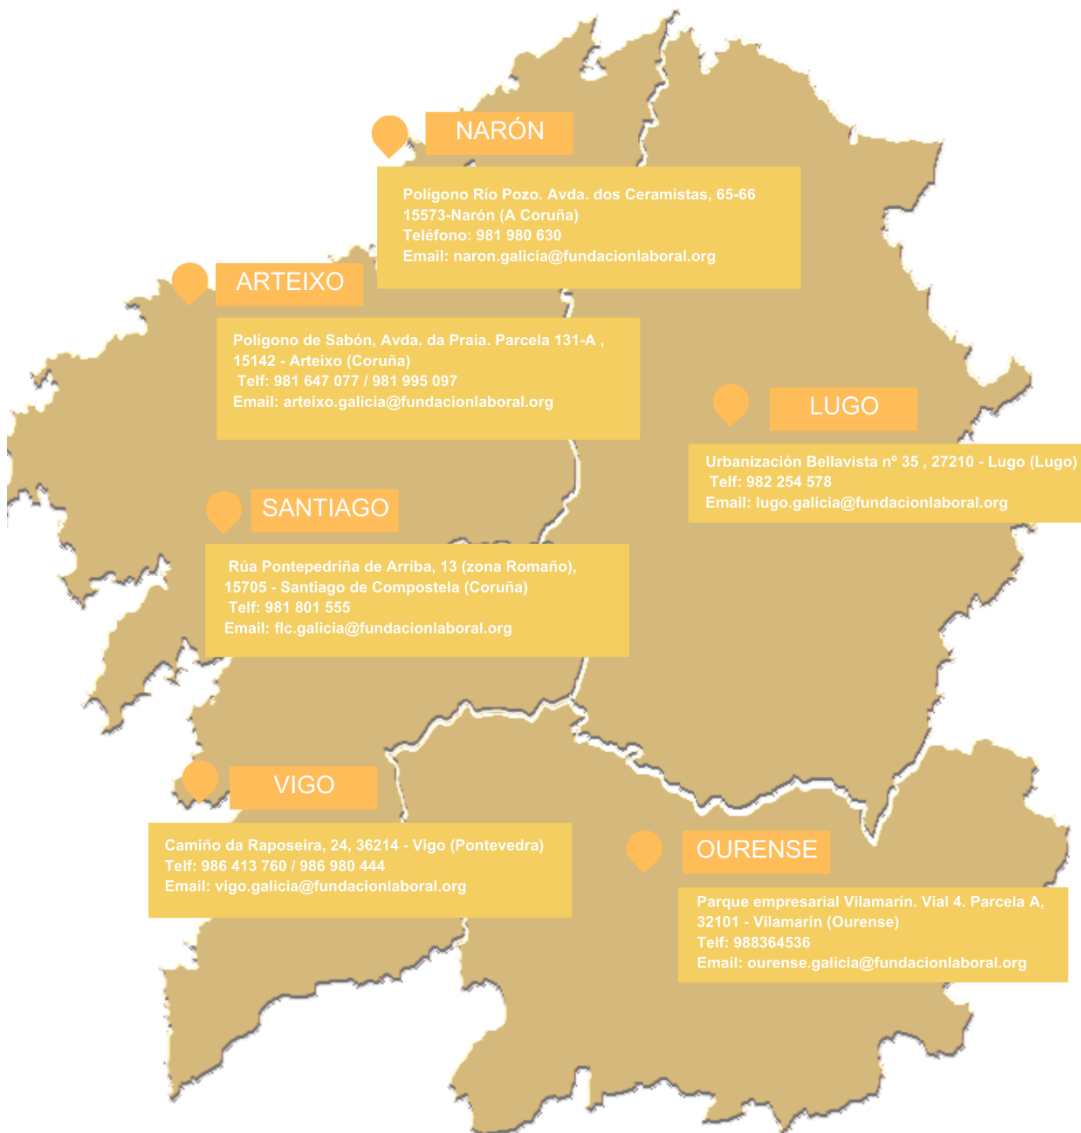 NARÓN
Polígono Río Pozo. Avda. dos Ceramistas, 65-66
15573-Narón (A Coruña)
Teléfono: 981 980 630
Email: naron.galicia@fundacionlaboral.org
ARTEIXO
Polígono de Sabón, Avda. da Praia. Parcela 131-A ,
15142 - Arteixo (Coruña)
Telf: 981 647 077 / 981 995 097
Email: arteixo.galicia@fundacionlaboral.org
LUGO
Urbanización Bellavista nº 35 , 27210 - Lugo (Lugo)
Telf: 982 254 578
Email: lugo.galicia@fundacionlaboral.org
SANTIAGO
Rúa Pontepedriña de Arriba, 13 (zona Romaño),
15705 - Santiago de Compostela (Coruña)
Telf: 981 801 555
Email: flc.galicia@fundacionlaboral.org
VIGO
Camiño da Raposeira, 24, 36214 - Vigo (Pontevedra)
Telf: 986 413 760 / 986 980 444
Email: vigo.galicia@fundacionlaboral.org
OURENSE
Parque empresarial Vilamarín. Vial 4. Parcela A,
32101 - Vilamarín (Ourense)
Telf: 988364536
Email: ourense.galicia@fundacionlaboral.org